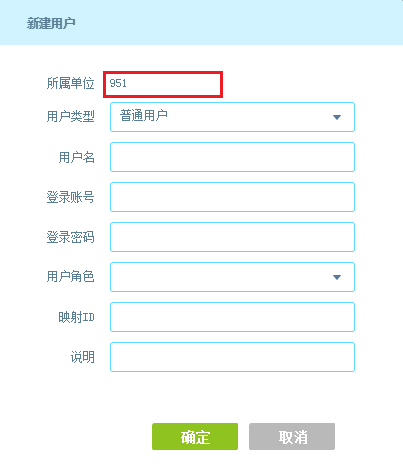 新建用户
所属单位 951
用户类型 普通用户
用户名
登录账号
登录密码
用户角色
映射ID
说明
确定 取消